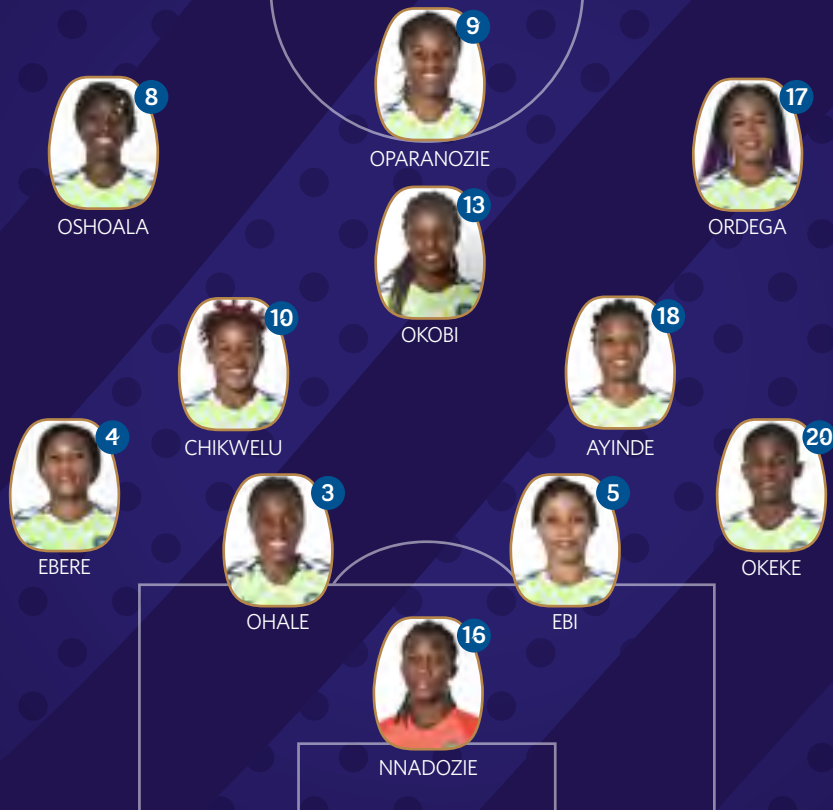 9
OPARANOZIE
8
OSHOALA
17
ORDEGA
13
OKOBI
10
CHIKWELU
18
AYINDE
4
EBERE
3
OHALE
5
EBI
20
OKEKE
16
NNADOZIE